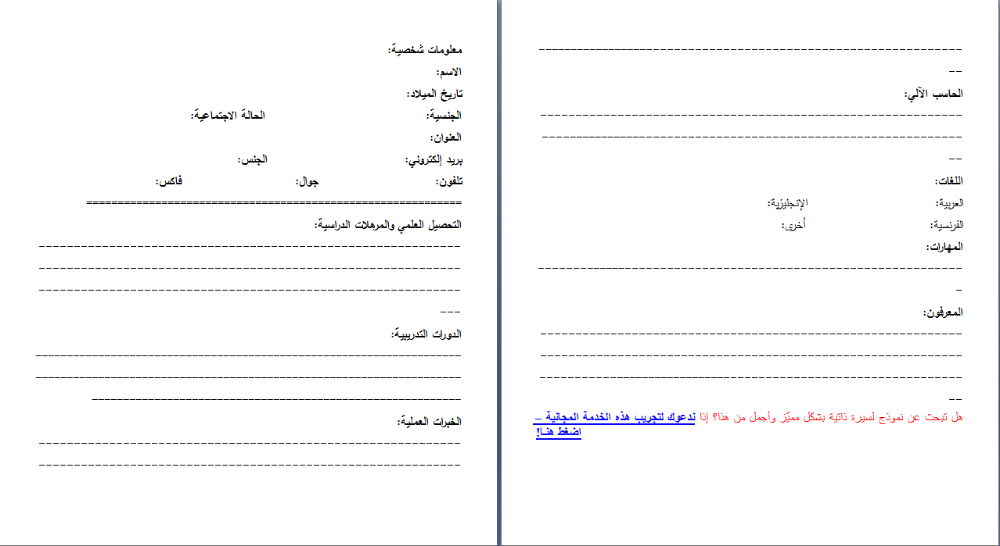 معلومات شخصية:
الاسم:
تاريخ الميلاد:
الجنسية: الحالة الاجتماعية:
العنوان:
بريد إلكتروني: الجنس:
تلفون: جوال: فاكس:
التحصيل العلمي والمرهلات الدراسية:
الدورات التدريبية:
الخبرات العملية:
الحاسب الآلي:
اللغات:
العربية: الإنجليزية:
الفرنسية: أخرى:
المهارات:
المعرفون:
هل تبحث عن نموذج لسيرة ذاتية بشكل مميّز وأجمل من هذا؟ إذا ندعوك لتجريب هذه الخدمة المجانية –
اضغط هنـا!